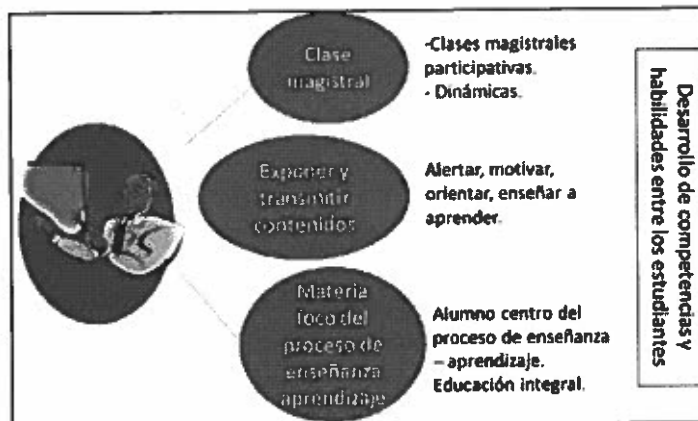 Clase
magistral
-Clases magistrales
participativas.
- Dinámicas.
Exponer y
transmitir
contenidos
Alertar, motivar,
orientar, enseñar a
aprender.
Materia
foco del
proceso de
enseñanza
aprendizaje
Alumno centro del
proceso de enseñanza
– aprendizaje.
Educación integral.
Desarrollo de competencias y
habilidades entre los estudiantes